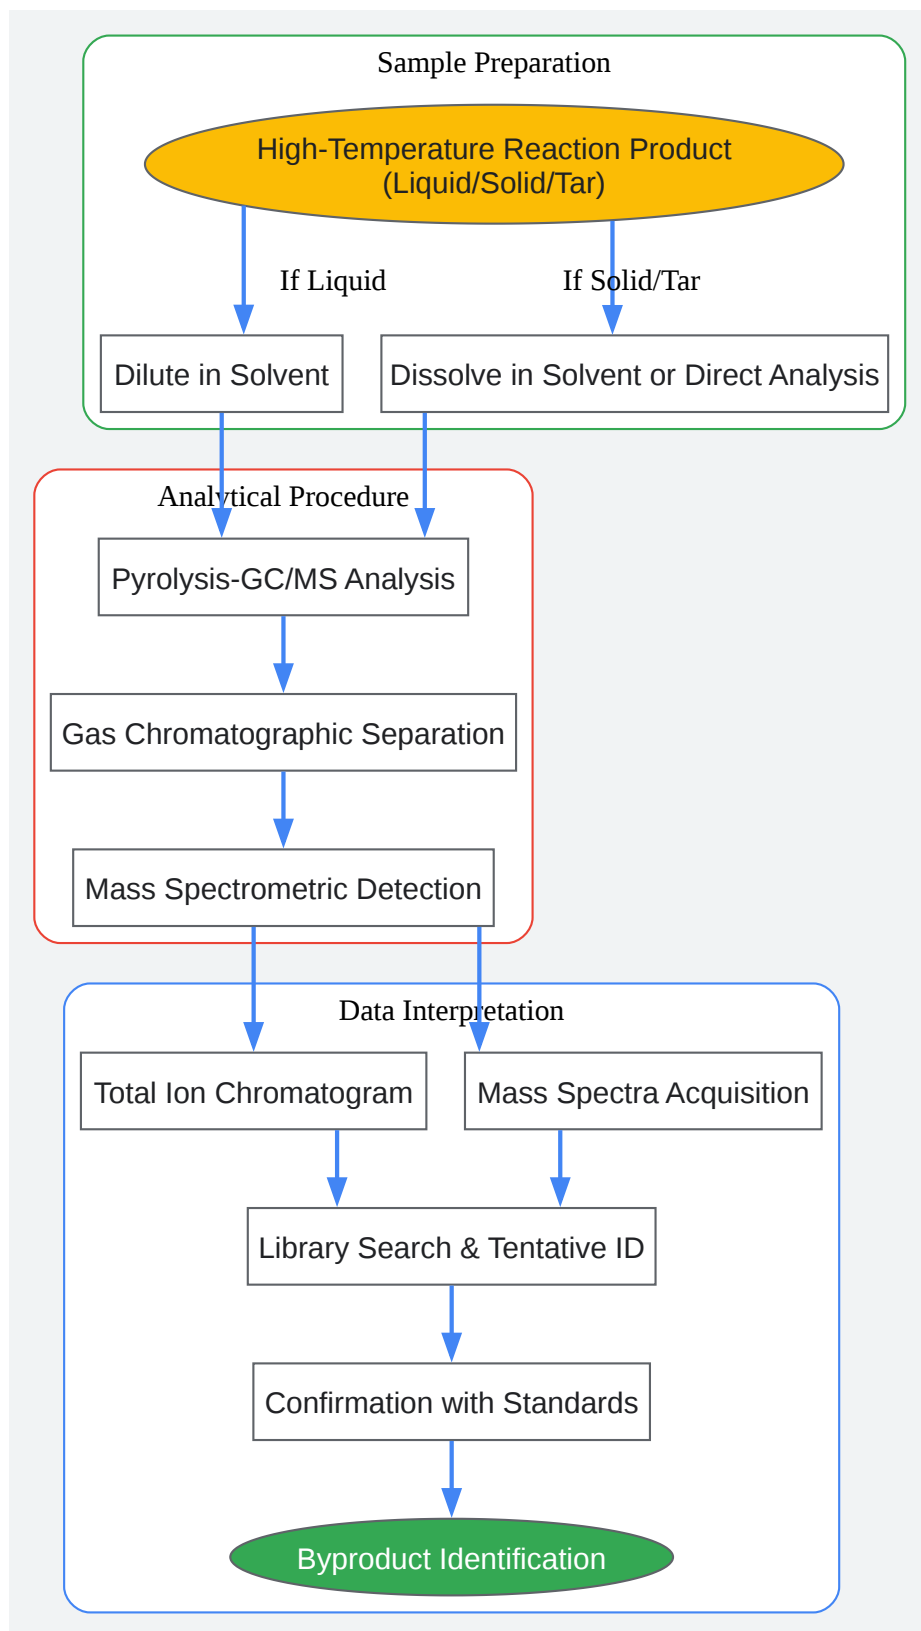 Sample Preparation
High-Temperature Reaction Product
(Liquid/Solid/Tar)
If Liquid
If Solid/Tar
Dilute in Solvent
Dissolve in Solvent or Direct Analysis
Analytical Procedure
Pyrolysis-GC/MS Analysis
Gas Chromatographic Separation
Mass Spectrometric Detection
Data Interpretation
Total Ion Chromatogram
Mass Spectra Acquisition
Library Search & Tentative ID
Confirmation with Standards
Byproduct Identification